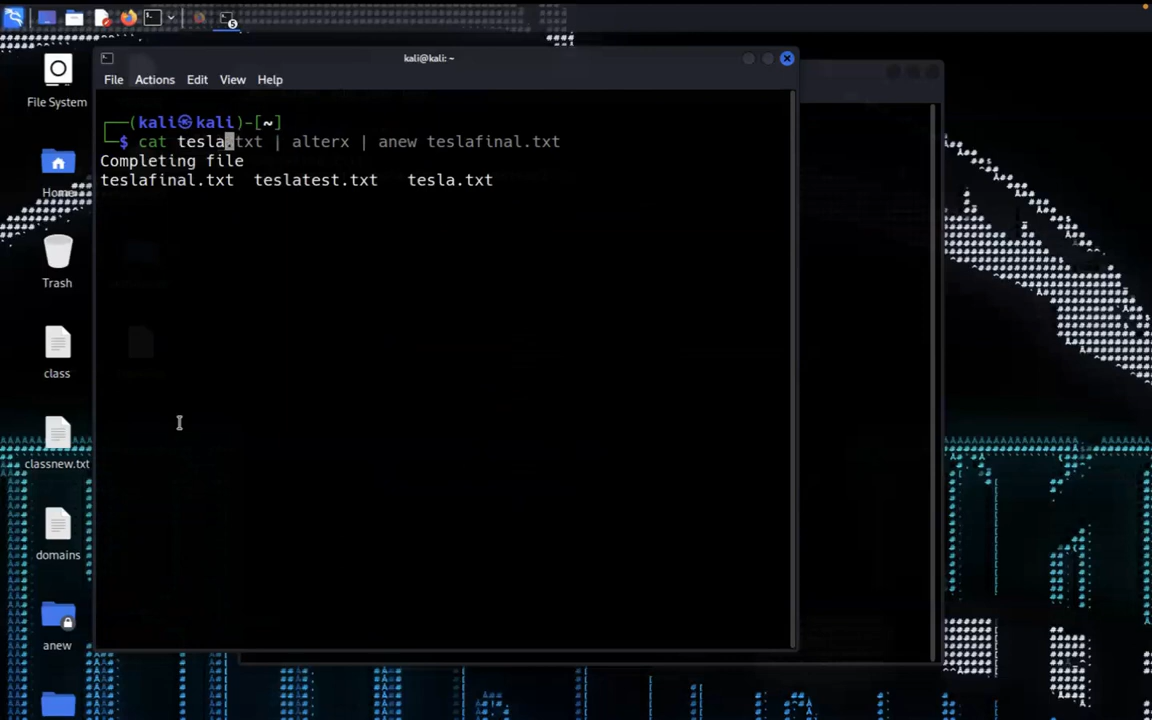 5
kali@kali: ~
File Actions Edit View Help
┌──(kali㉿kali)-[~]
└─$ cat tesla.txt | alterx | anew teslafinal.txt
Completing file
teslafinal.txt teslatest.txt tesla.txt
File System
Home
Trash
class
classnew.txt
domains
anew